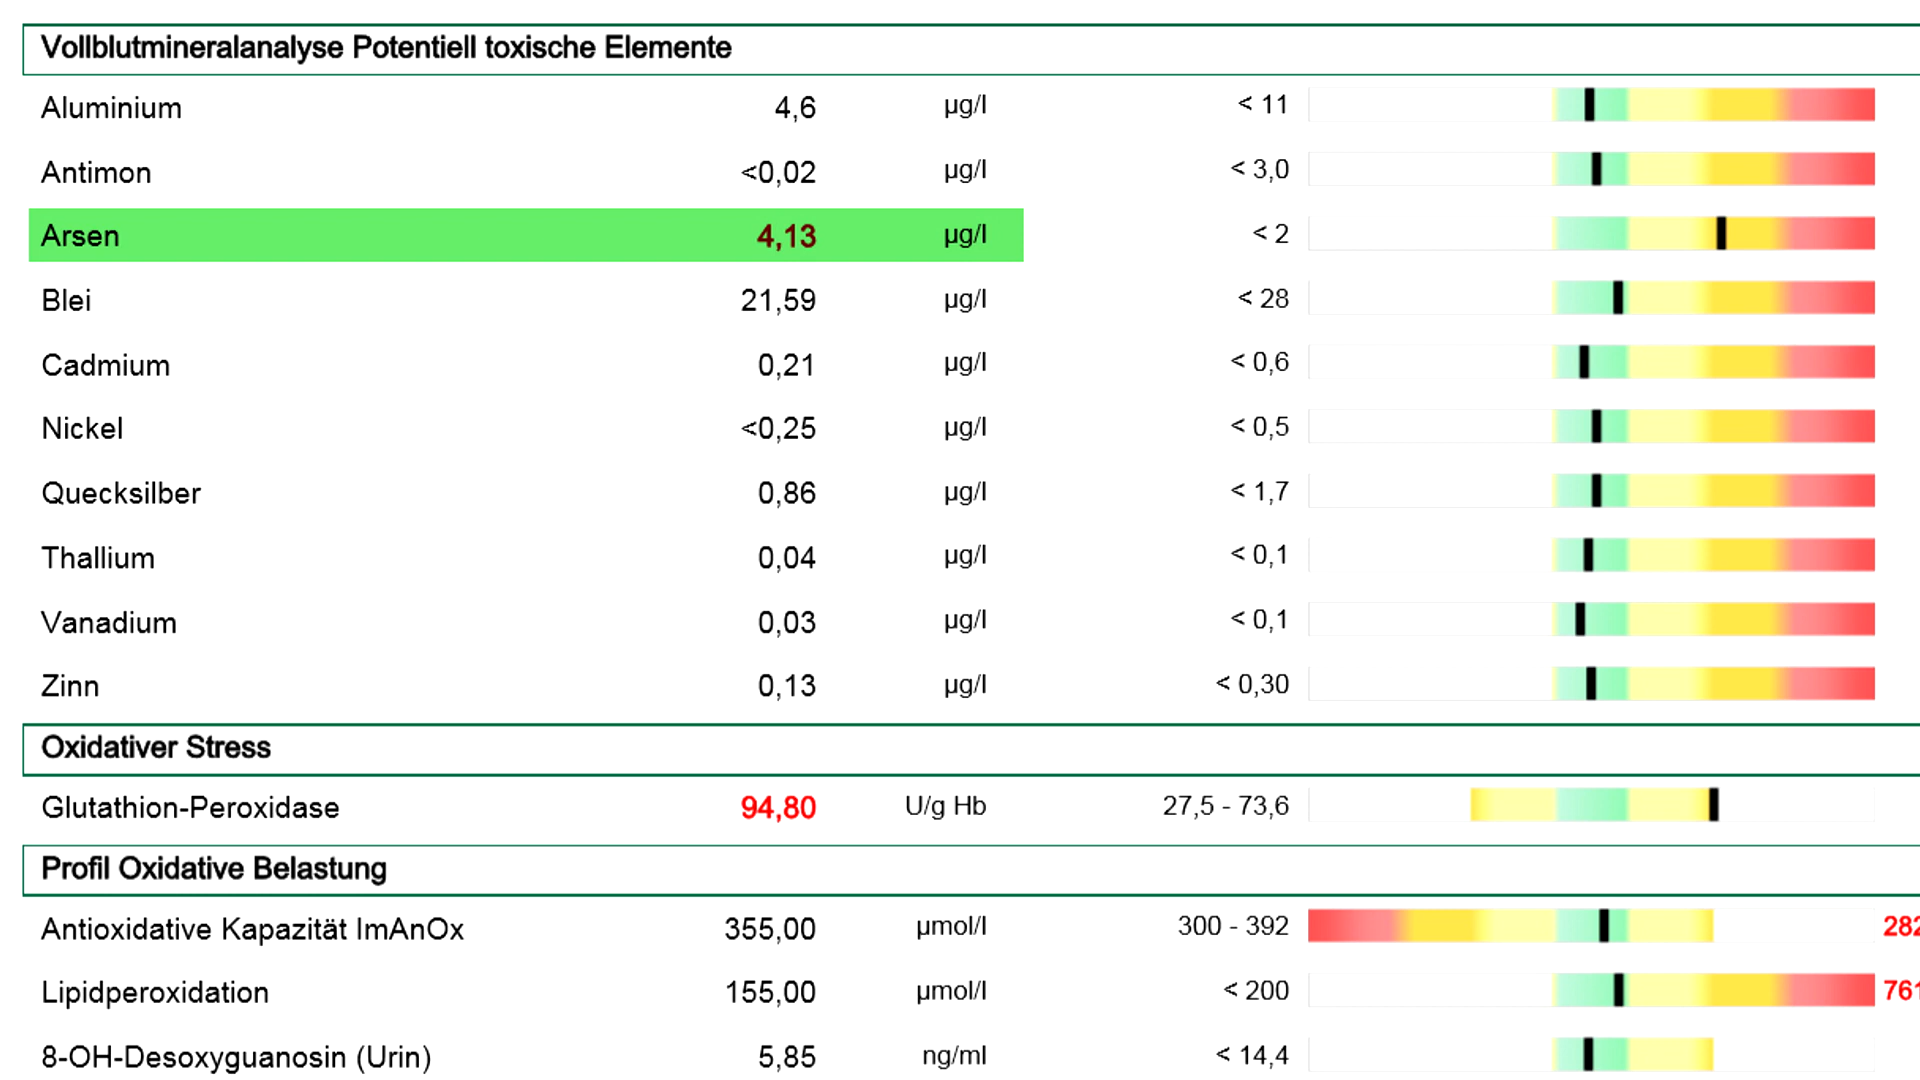 Vollblutmineralanalyse Potentiell toxische Elemente
Aluminium 4,6 µg/l < 11
Antimon <0,02 µg/l < 3,0
Arsen 4,13 µg/l < 2
Blei 21,59 µg/l < 28
Cadmium 0,21 µg/l < 0,6
Nickel <0,25 µg/l < 0,5
Quecksilber 0,86 µg/l < 1,7
Thallium 0,04 µg/l < 0,1
Vanadium 0,03 µg/l < 0,1
Zinn 0,13 µg/l < 0,30
Oxidativer Stress
Glutathion-Peroxidase 94,80 U/g Hb 27,5 - 73,6
Profil Oxidative Belastung
Antioxidative Kapazität ImAnOx 355,00 µmol/l 300 - 392 282
Lipidperoxidation 155,00 µmol/l < 200 761
8-OH-Desoxyguanosin (Urin) 5,85 ng/ml < 14,4